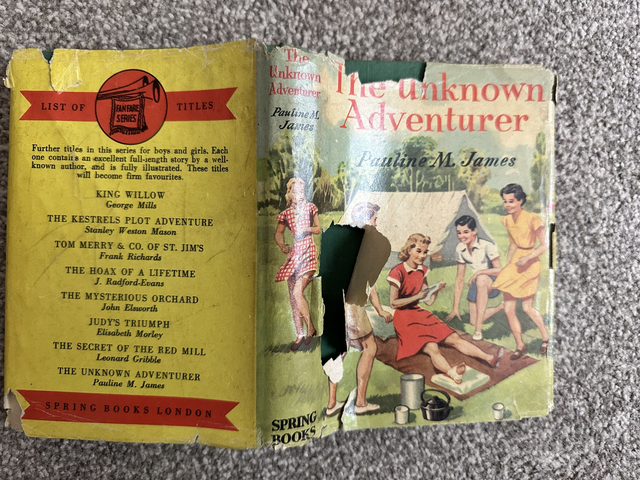 LIST OF
FANFARE
SERIES
TITLES
Further titles in this series for boys and girls. Each
one contains an excellent full-length story by a well-
known author, and is fully illustrated. These titles
will become firm favourites.
KING WILLOW
George Mills
THE KESTRELS PLOT ADVENTURE
Stanley Weston Mason
TOM MERRY & CO. OF ST. JIM'S
Frank Richards
THE HOAX OF A LIFETIME
J. Radford-Evans
THE MYSTERIOUS ORCHARD
John Elsworth
JUDY'S TRIUMPH
Elisabeth Morley
THE SECRET OF THE RED MILL
Leonard Gribble
THE UNKNOWN ADVENTURER
Pauline M. James
SPRING BOOKS LONDON
The
Unknown
Adventurer
Pauline M.
James
SPRING
BOOKS
The Unknown
Adventurer
Pauline M. James